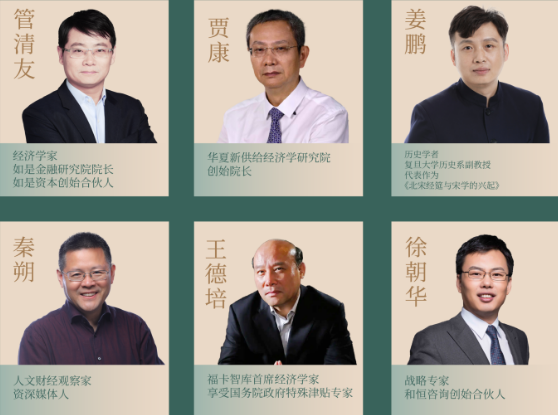 管清友
经济学家
如是金融研究院院长
如是资本创始合伙人
贾康
华夏新供给经济学研究院
创始院长
姜鹏
历史学者
复旦大学历史系副教授
代表作为
《北宋经筵与宋学的兴起》
秦朔
人文财经观察家
资深媒体人
王德培
福卡智库首席经济学家
享受国务院政府特殊津贴专家
徐朝华
战略专家
和恒咨询创始合伙人